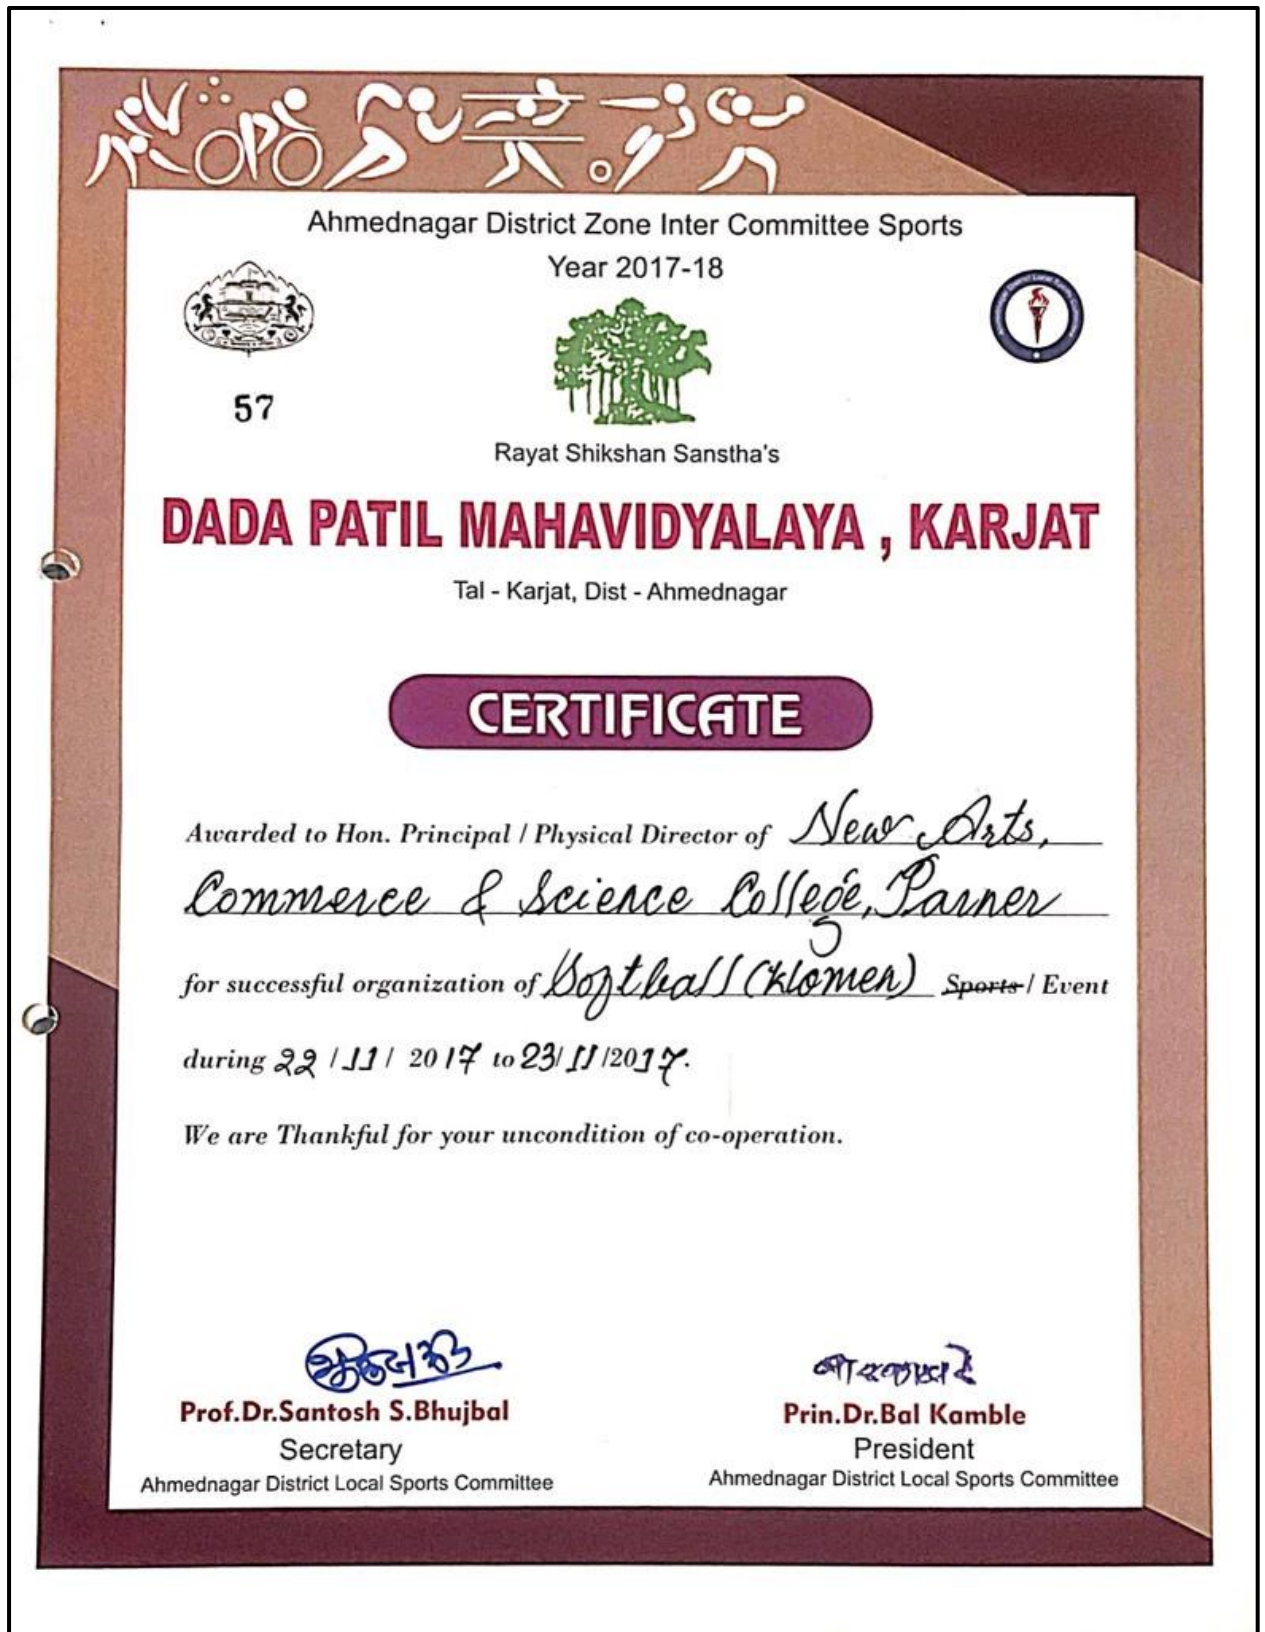 Ahmednagar District Zone Inter Committee Sports
Year 2017-18
57
Rayat Shikshan Sanstha's
DADA PATIL MAHAVIDYALAYA , KARJAT
Tal - Karjat, Dist - Ahmednagar
CERTIFICATE
Awarded to Hon. Principal / Physical Director of New Arts,
Commerce & Science College, Parner
for successful organization of Softball (Women) Sports / Event
during 22 / 11 / 2017 to 23/11/2017.
We are Thankful for your uncondition of co-operation.
Prof.Dr.Santosh S.Bhujbal
Secretary
Ahmednagar District Local Sports Committee
Prin.Dr.Bal Kamble
President
Ahmednagar District Local Sports Committee